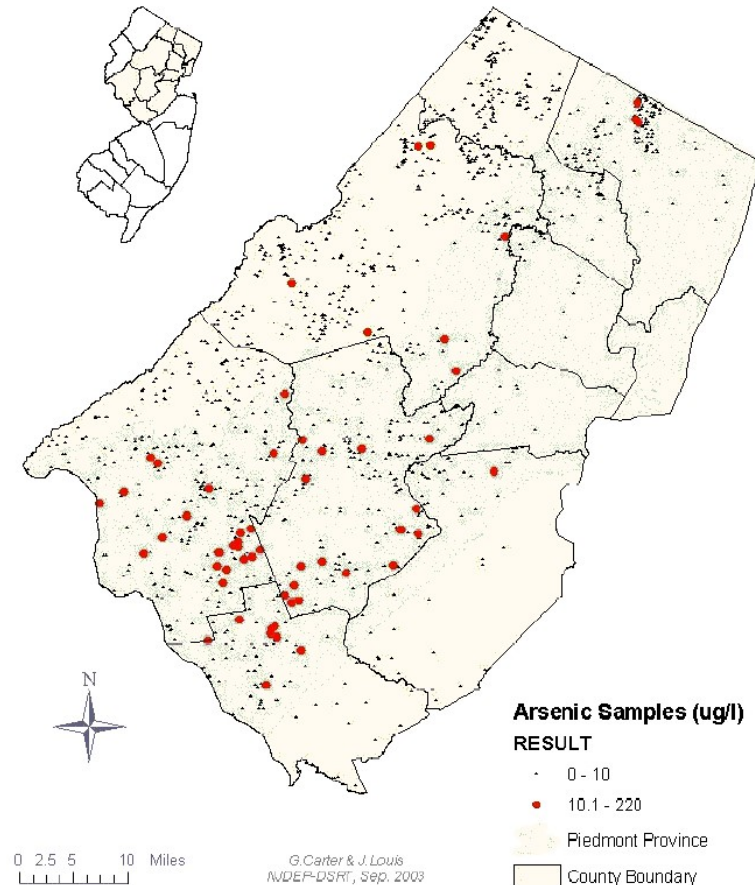 N
Arsenic Samples (ug/l)
RESULT
0 - 10
10.1 - 220
Piedmont Province
County Boundary
0 2.5 5 10 Miles
G.Carter & J.Louis
NJDEP-DSRT, Sep. 2003